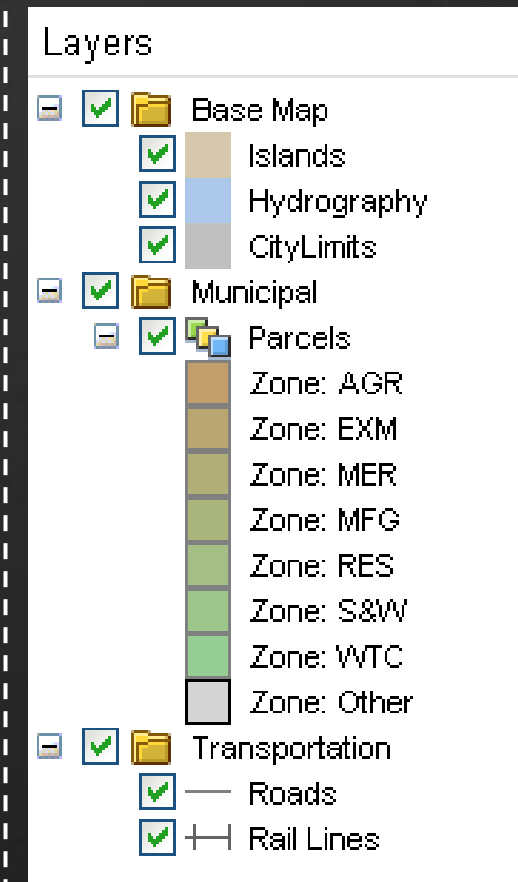 Layers
Base Map
Islands
Hydrography
CityLimits
Municipal
Parcels
Zone: AGR
Zone: EXM
Zone: MER
Zone: MFG
Zone: RES
Zone: S&W
Zone: WTC
Zone: Other
Transportation
Roads
Rail Lines